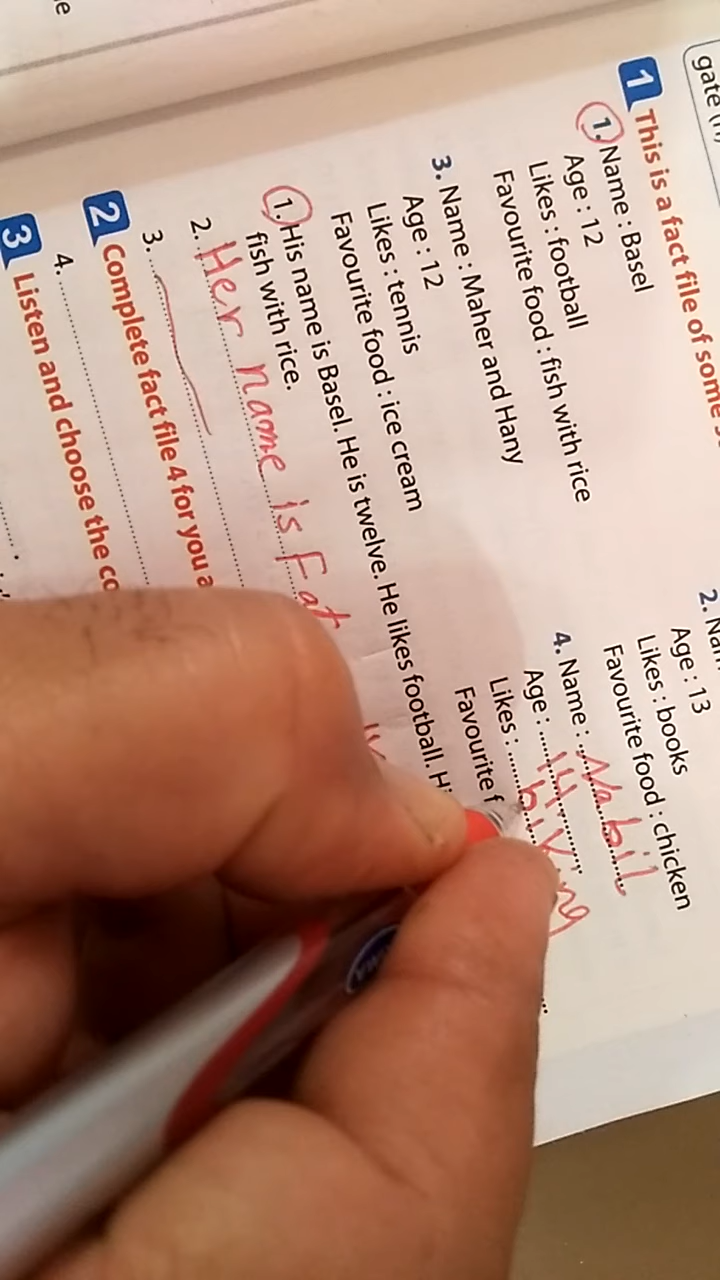 gate (n)
1 This is a fact file of some
1. Name : Basel
Age : 12
Likes : football
Favourite food : fish with rice
2.
Age : 13
Likes : books
Favourite food : chicken
3. Name : Maher and Hany
Age : 12
Likes : tennis
Favourite food : ice cream
4. Name : Nabil
Age :
Likes :
Favourite f
1. His name is Basel. He is twelve. He likes football. Hi
fish with rice.
2. Her name is Fat
3.
2 Complete fact file 4 for you a
4.
3 Listen and choose the co